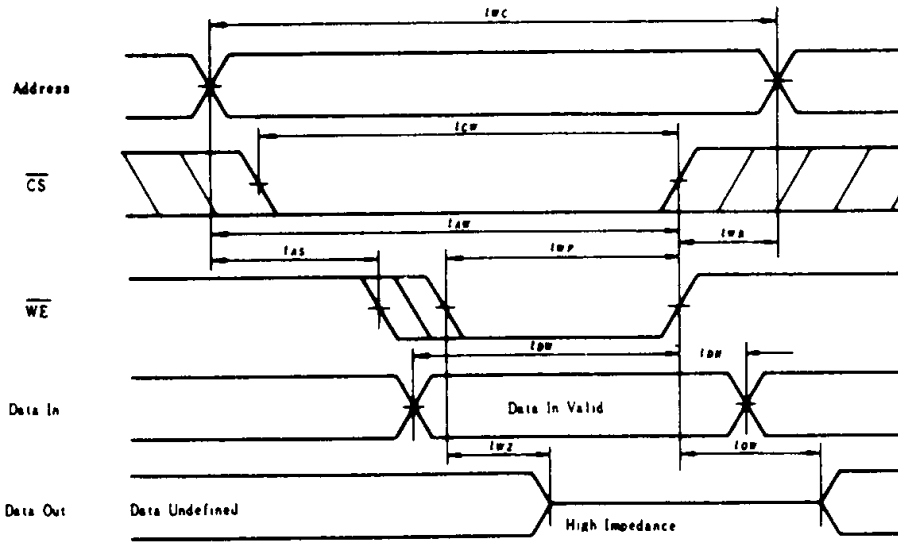 tWC
Address
tCW
CS
tAW
tWR
tAS
tWP
WE
tDW
tDH
Data In
Data In Valid
tWZ
tOW
Data Out
Data Undefined
High Impedance